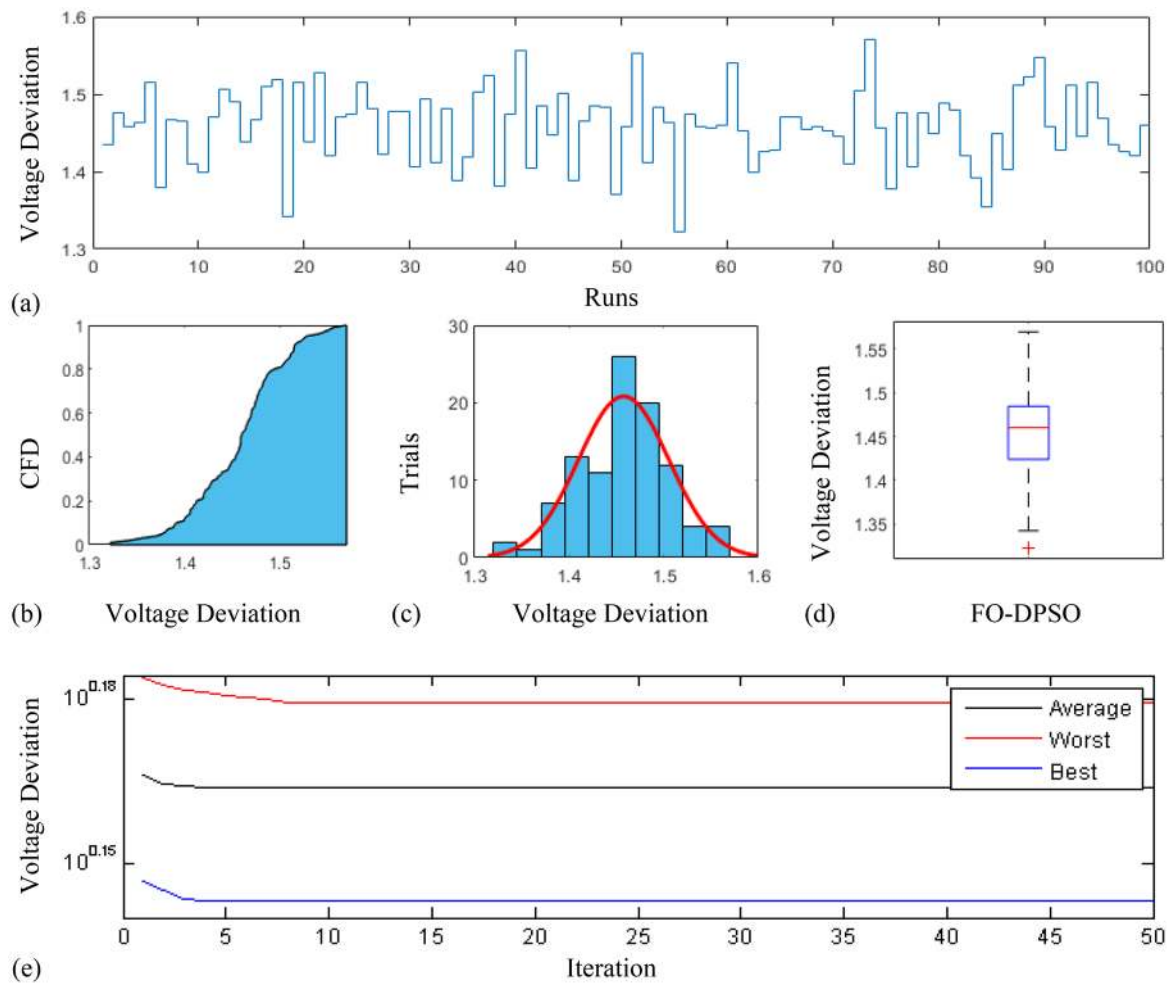 1.6
1.5
1.4
1.3
Voltage Deviation
0 10 20 30 40 50 60 70 80 90 100
(a) Runs
1
0.8
0.6
0.4
0.2
0
CFD
1.3 1.4 1.5
(b) Voltage Deviation
30
20
10
0
Trials
1.3 1.4 1.5 1.6
(c) Voltage Deviation
1.55
1.5
1.45
1.4
1.35
Voltage Deviation
(d) FO-DPSO
10^0.18
10^0.15
Voltage Deviation
Average
Worst
Best
0 5 10 15 20 25 30 35 40 45 50
(e) Iteration